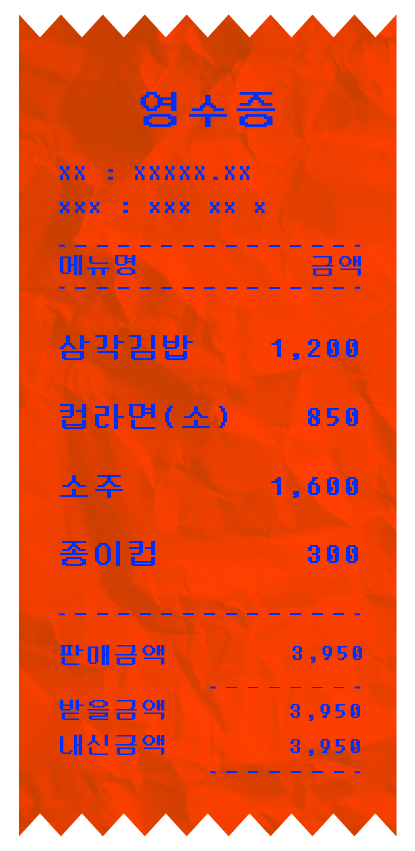 영수증
XX : XXXXX.XX
XXX : XXX XX X
메뉴명 금액
삼각김밥 1,200
컵라면(소) 850
소주 1,600
종이컵 300
판매금액 3,950
받을금액 3,950
내신금액 3,950